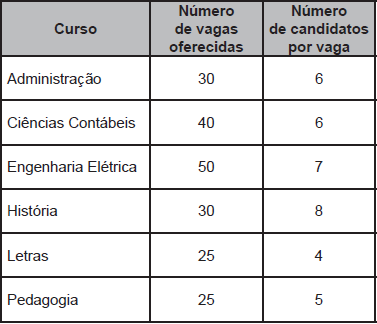 Curso Número de vagas oferecidas Número de candidatos por vaga
Administração 30 6
Ciências Contábeis 40 6
Engenharia Elétrica 50 7
História 30 8
Letras 25 4
Pedagogia 25 5